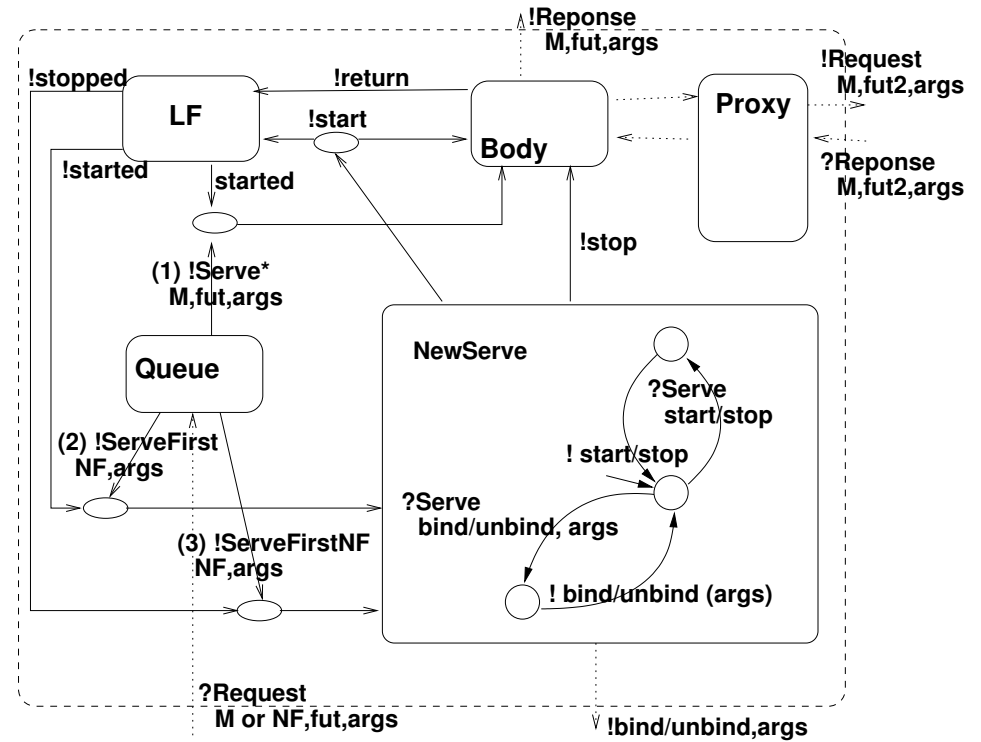 !Reponse
M,fut,args
!stopped
!return
!Request
M,fut2,args
LF
!start
Proxy
Body
!started
started
?Reponse
M,fut2,args
!stop
(1) !Serve*
M,fut,args
NewServe
Queue
?Serve
start/stop
(2) !ServeFirst
NF,args
! start/stop
?Serve
bind/unbind, args
(3) !ServeFirstNF
NF,args
! bind/unbind (args)
?Request
M or NF,fut,args
!bind/unbind,args